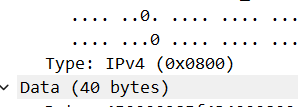 .... ..0. .... .... .... ....
.... ...0 .... .... .... ....
Type: IPv4 (0x0800)
Data (40 bytes)